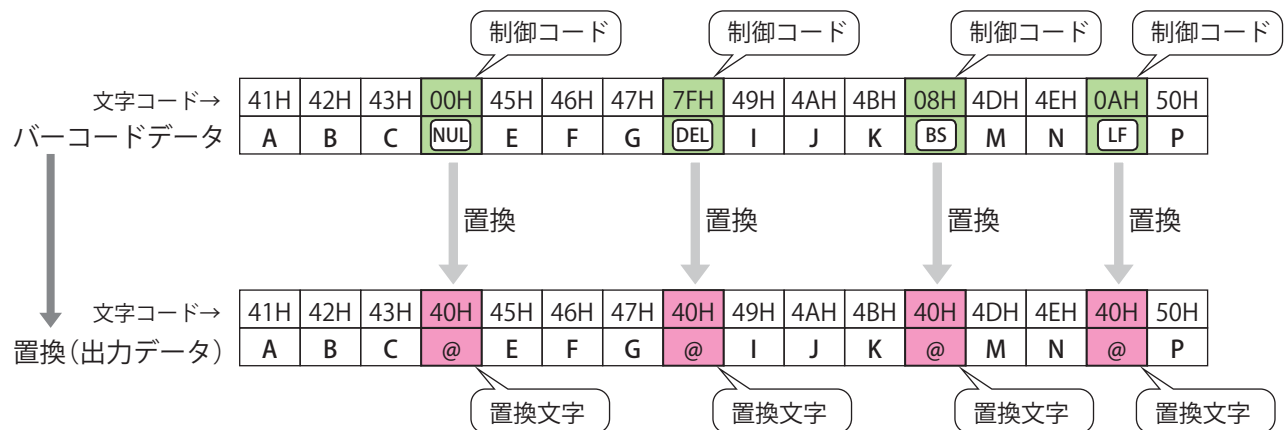 制御コード 制御コード 制御コード 制御コード
文字コード→ 41H 42H 43H 00H 45H 46H 47H 7FH 49H 4AH 4BH 08H 4DH 4EH 0AH 50H
バーコードデータ A B C NUL E F G DEL I J K BS M N LF P
置換 置換 置換 置換
文字コード→ 41H 42H 43H 40H 45H 46H 47H 40H 49H 4AH 4BH 40H 4DH 4EH 40H 50H
置換(出力データ) A B C @ E F G @ I J K @ M N @ P
置換文字 置換文字 置換文字 置換文字